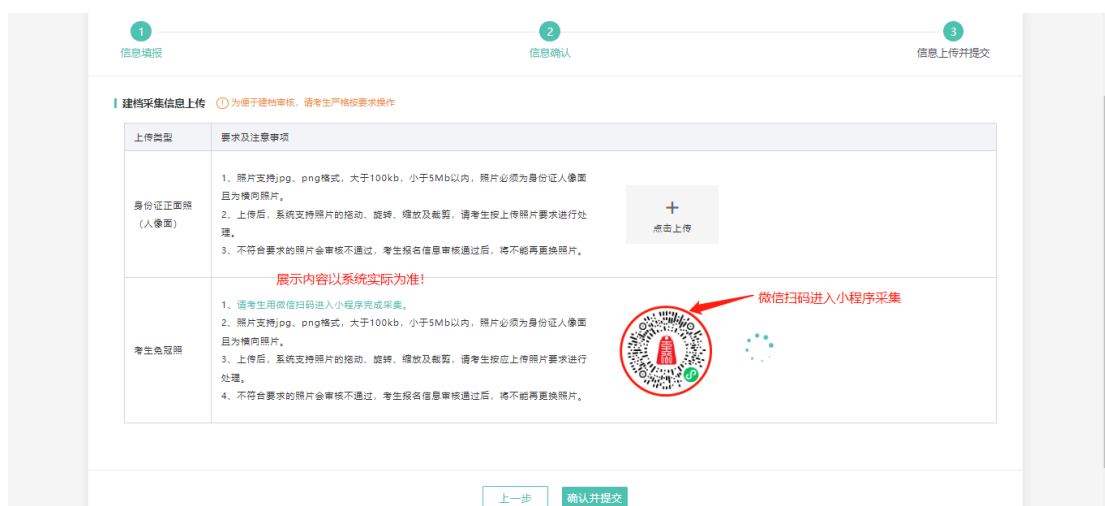 1
2
3
信息填报
信息确认
信息上传并提交
建档采集信息上传
为便于建档审核，请考生严格按要求操作
上传类型
要求及注意事项
身份证正面照
（人像面）
1、照片支持jpg、png格式，大于100kb，小于5Mb以内，照片必须为身份证人像面
且为横向照片。
2、上传后，系统支持照片的拖动、旋转、缩放及裁剪，请考生按上传照片要求进行处
理。
3、不符合要求的照片会审核不通过，考生报名信息审核通过后，将不能再更换照片。
点击上传
展示内容以系统实际为准！
考生免冠照
1、请考生用微信扫码进入小程序完成采集。
2、照片支持jpg、png格式，大于100kb，小于5Mb以内，照片必须为身份证人像面
且为横向照片。
3、上传后，系统支持照片的拖动、旋转、缩放及裁剪，请考生按应上传照片要求进行
处理。
4、不符合要求的照片会审核不通过，考生报名信息审核通过后，将不能再更换照片。
微信扫码进入小程序采集
上一步
确认并提交